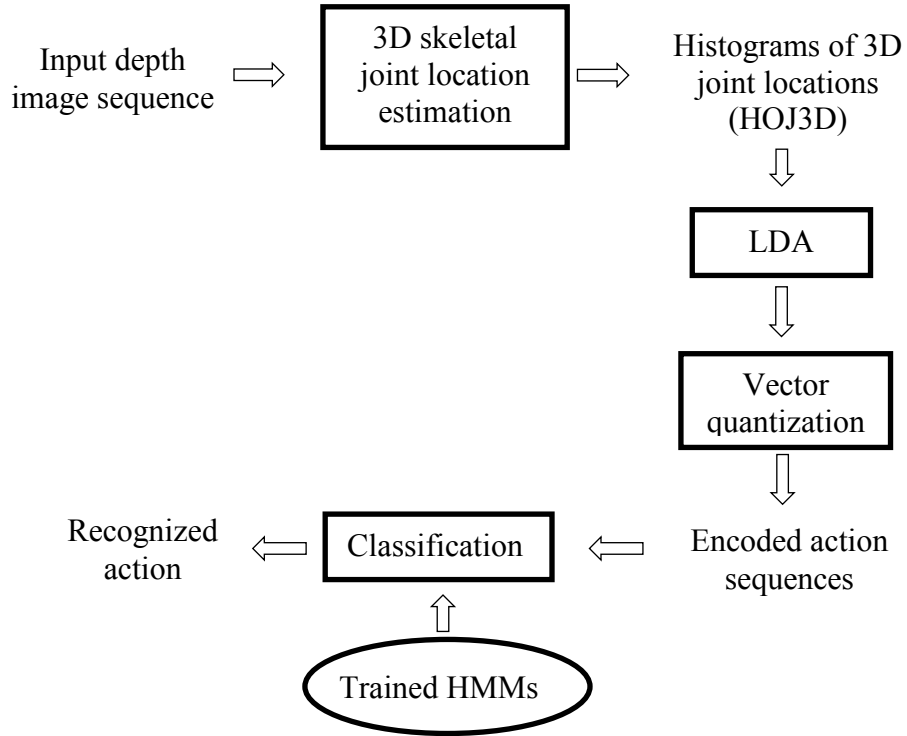 Input depth
image sequence
3D skeletal
joint location
estimation
Histograms of 3D
joint locations
(HOJ3D)
LDA
Vector
quantization
Encoded action
sequences
Classification
Recognized
action
Trained HMMs